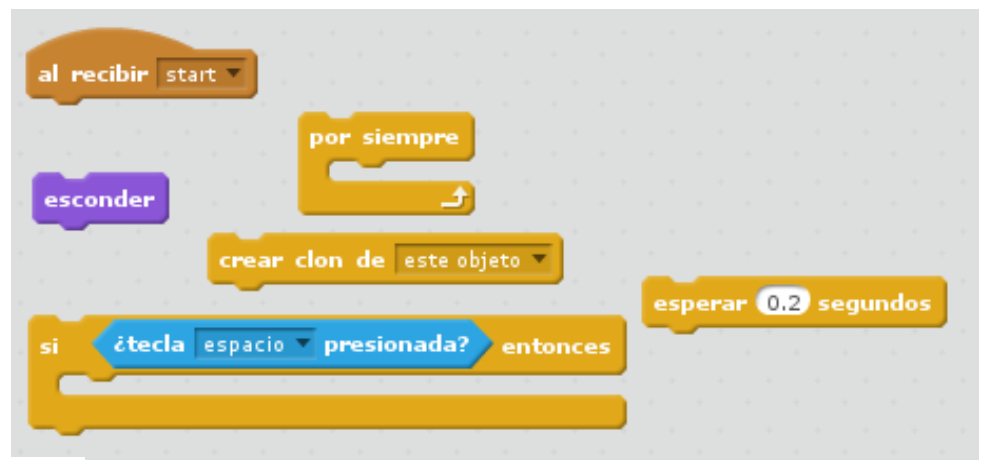 al recibir start
por siempre
esconder
crear clon de este objeto
esperar 0.2 segundos
si ¿tecla espacio presionada? entonces